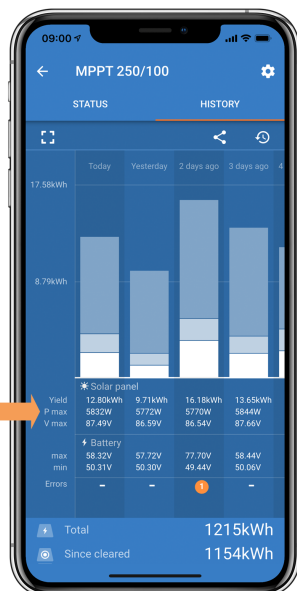 09:00
MPPT 250/100
STATUS HISTORY
Today Yesterday 2 days ago 3 days ago 4
17.58kWh
8.79kWh
Solar panel
Yield 12.80kWh 9.71kWh 16.18kWh 13.65kWh
P max 5832W 5772W 5770W 5844W
V max 87.49V 86.59V 86.54V 87.66V
Battery
max 58.32V 57.72V 77.70V 58.44V
min 50.31V 50.30V 49.44V 50.06V
Errors – – 1 –
Total 1215kWh
Since cleared 1154kWh